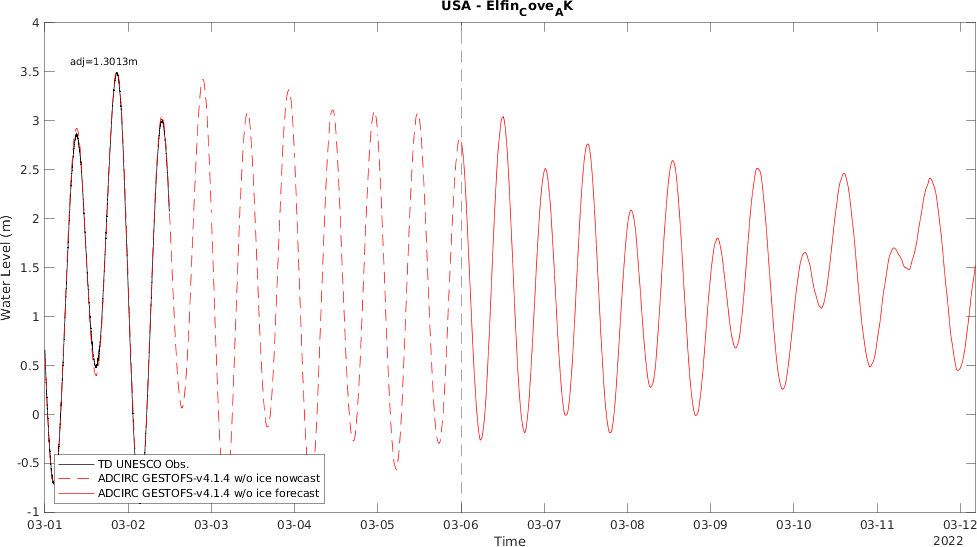 USA - ElfinCoveAK
4
3.5
3
2.5
2
1.5
1
0.5
0
-0.5
-1
Water Level (m)
adj=1.3013m
TD UNESCO Obs.
ADCIRC GESTOFS-v4.1.4 w/o ice nowcast
ADCIRC GESTOFS-v4.1.4 w/o ice forecast
03-01 03-02 03-03 03-04 03-05 03-06 03-07 03-08 03-09 03-10 03-11 03-12
Time
2022